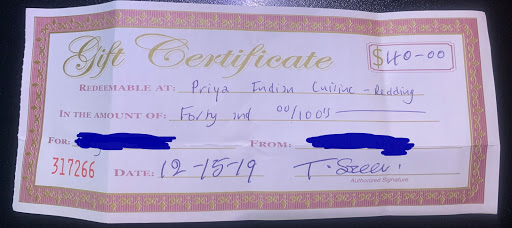 Gift Certificate $40-00
REDEEMABLE AT: Priya Indian Cuisine - Redding
IN THE AMOUNT OF: Forty and 00/100's
FOR: FROM:
317266 DATE: 12-15-19
Authorized Signature